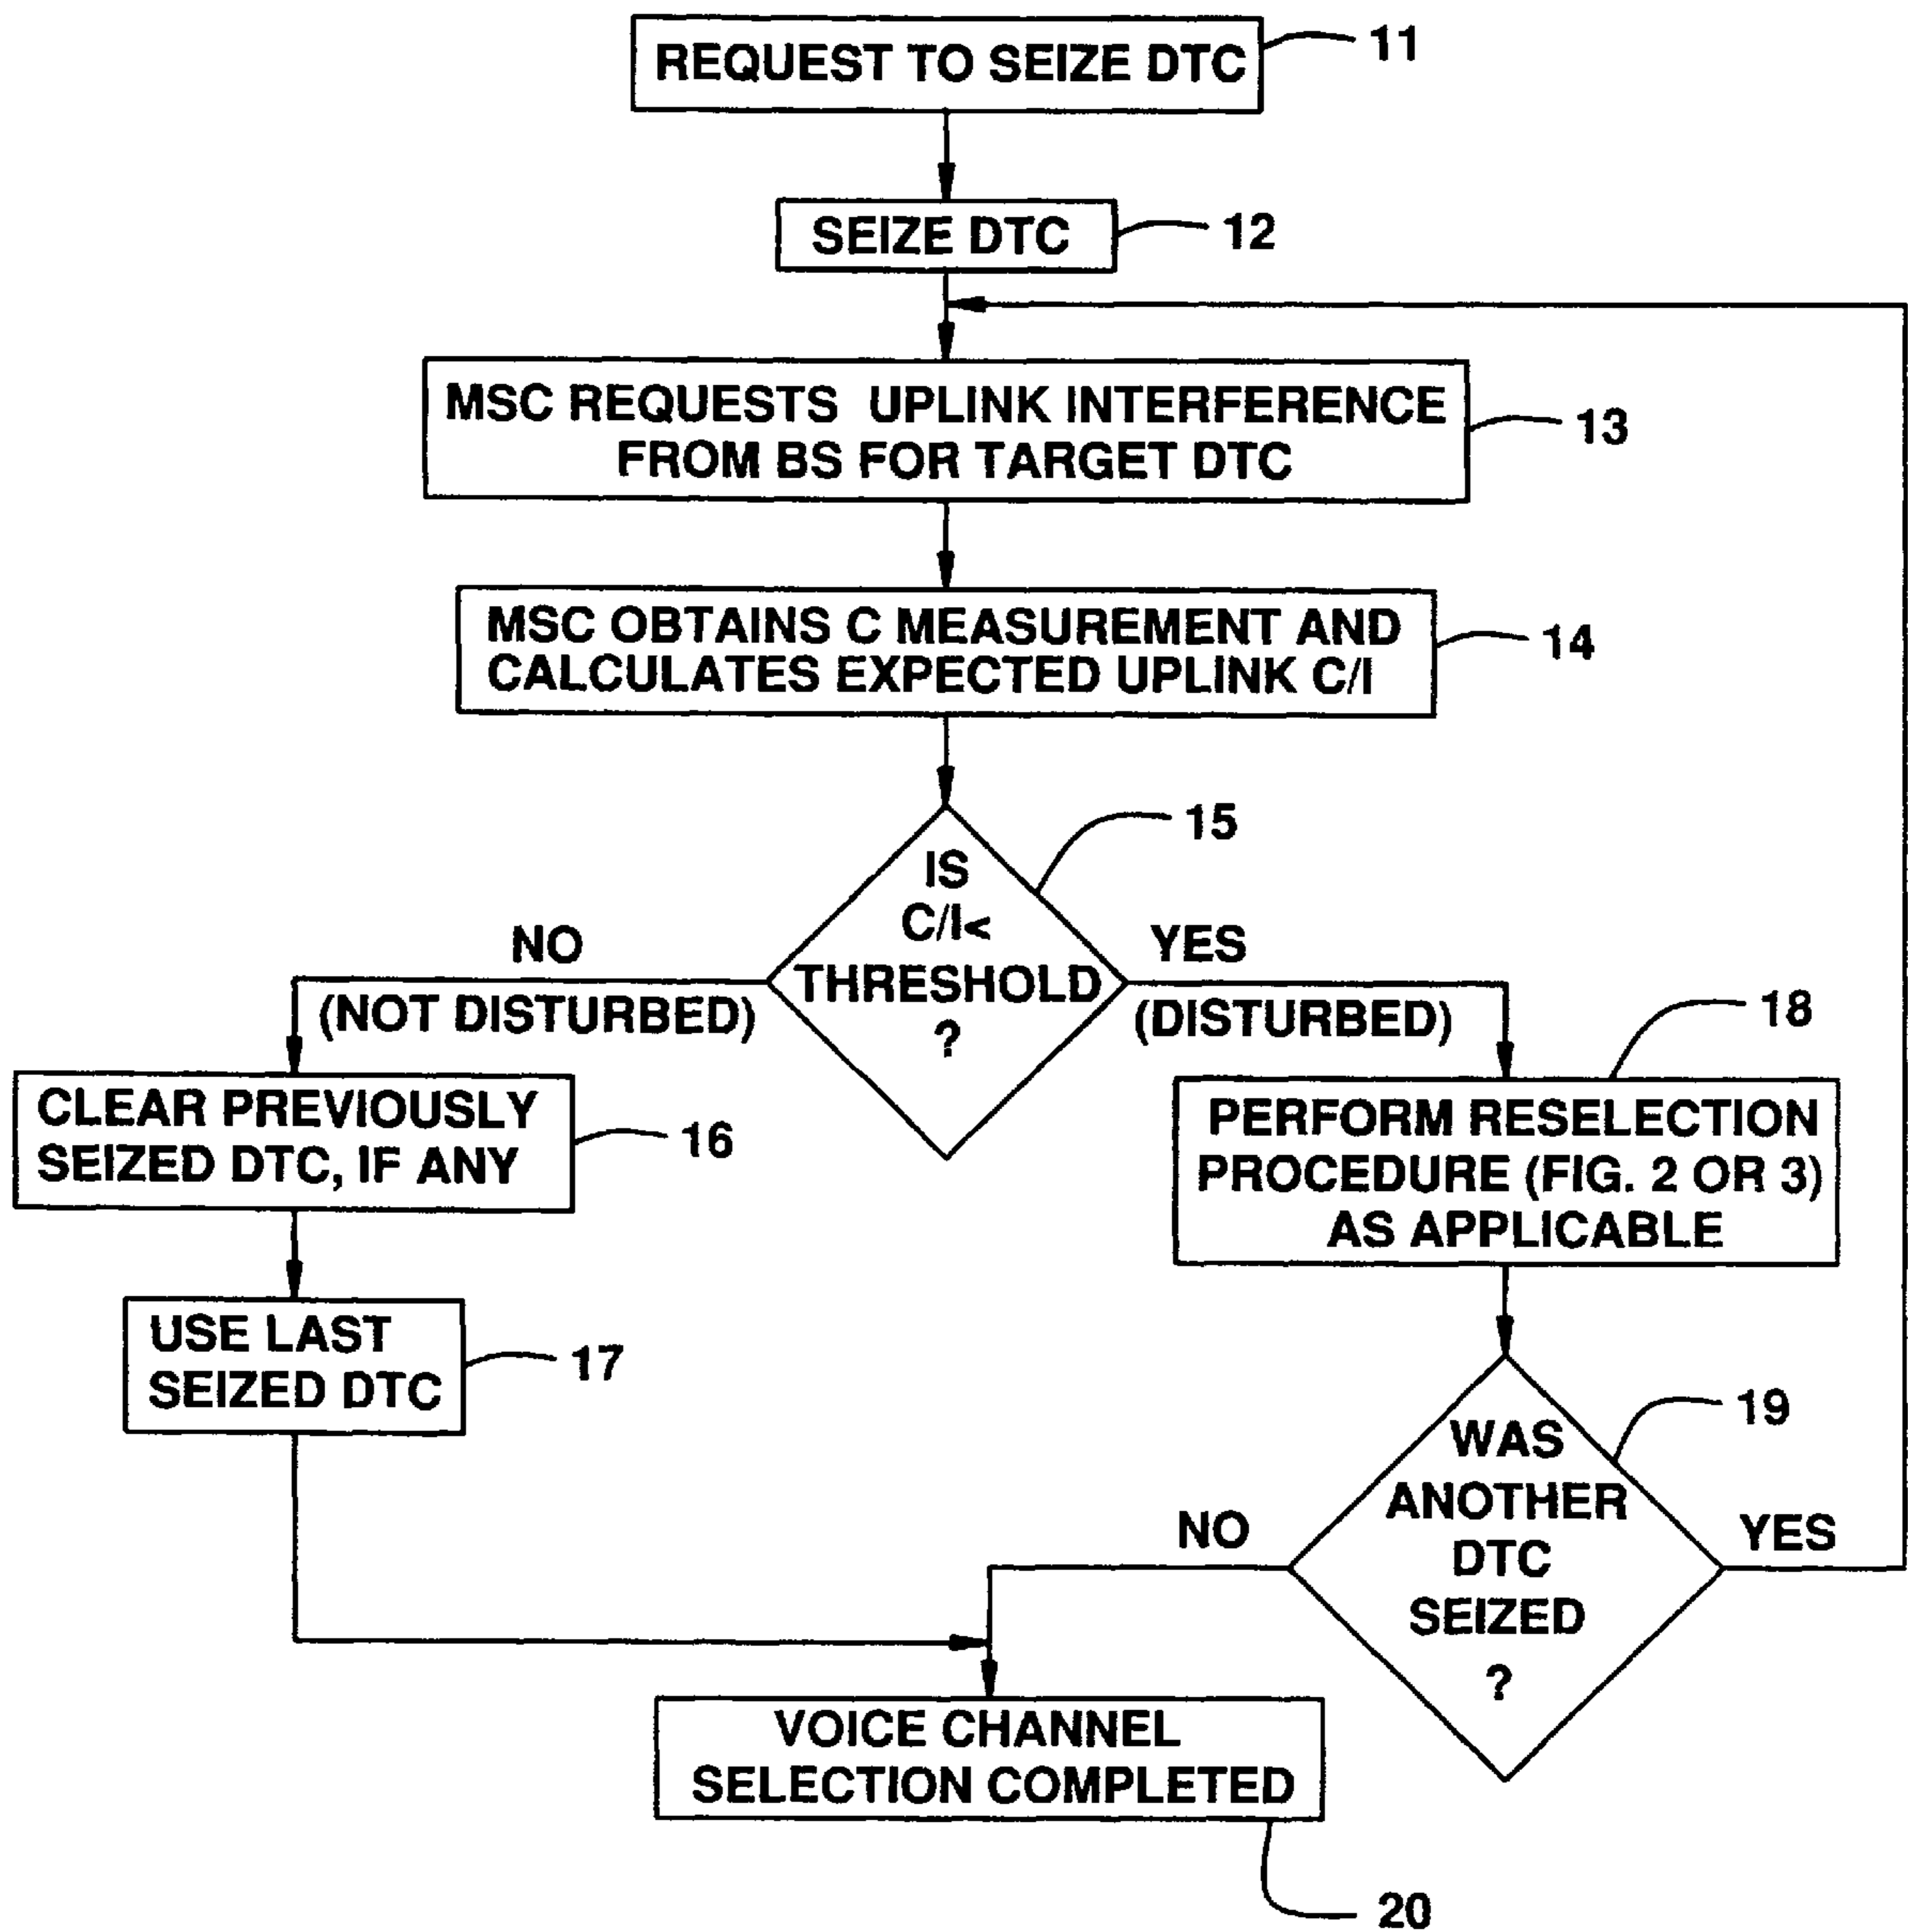 REQUEST TO SEIZE DTC
11
SEIZE DTC
12
MSC REQUESTS UPLINK INTERFERENCE
FROM BS FOR TARGET DTC
13
MSC OBTAINS C MEASUREMENT AND
CALCULATES EXPECTED UPLINK C/I
14
15
IS
C/I<
THRESHOLD
?
NO
(NOT DISTURBED)
YES
(DISTURBED)
18
CLEAR PREVIOUSLY
SEIZED DTC, IF ANY
16
PERFORM RESELECTION
PROCEDURE (FIG. 2 OR 3)
AS APPLICABLE
USE LAST
SEIZED DTC
17
19
WAS
ANOTHER
DTC
SEIZED
?
NO
YES
VOICE CHANNEL
SELECTION COMPLETED
20